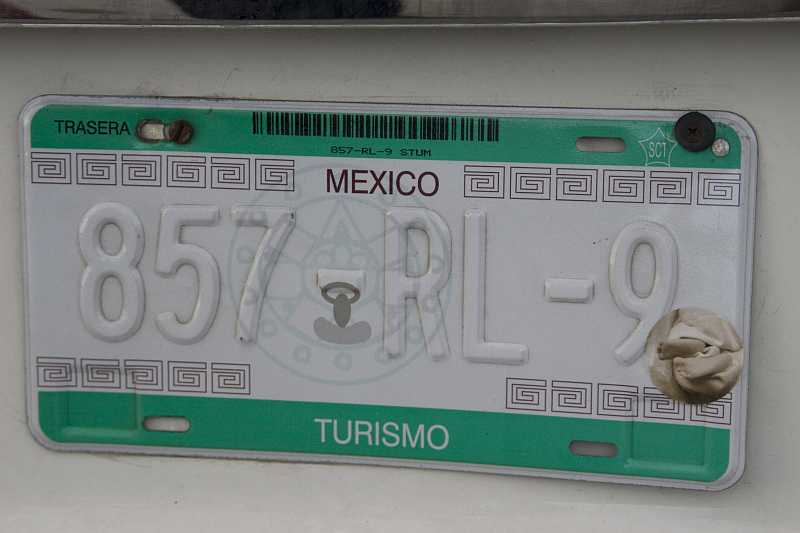 TRASERA
857-RL-9 STUM
SCT
MEXICO
857-RL-9
TURISMO